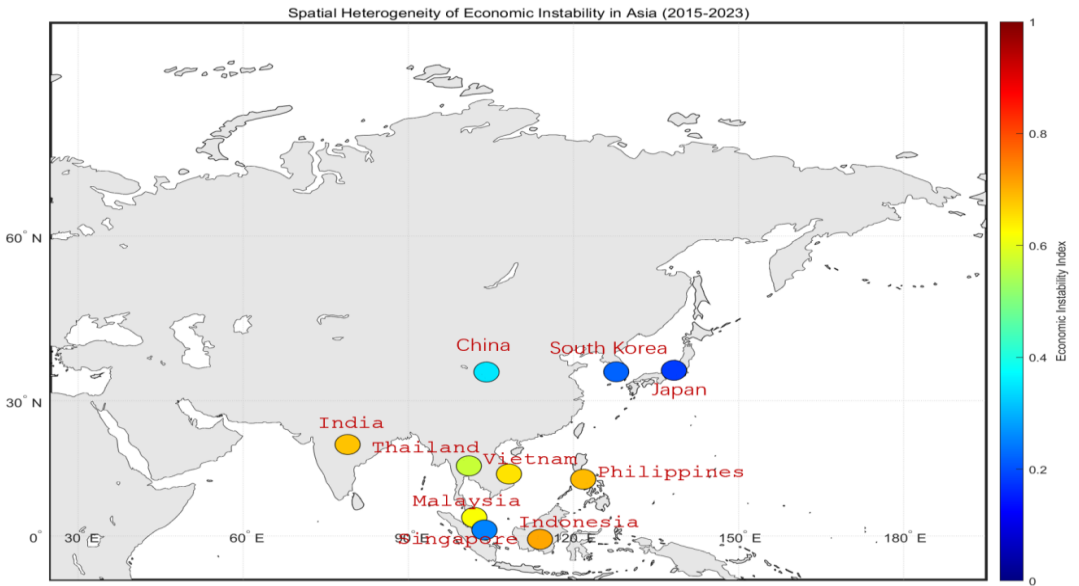 Spatial Heterogeneity of Economic Instability in Asia (2015-2023)
1
0.8
60° N
0.6
Economic Instability Index
China
South Korea
0.4
Japan
30° N
India
Thailand
Vietnam
Philippines
0.2
Malaysia
Indonesia
Singapore
0°
30° E
60° E
90° E
120° E
150° E
180° E
0